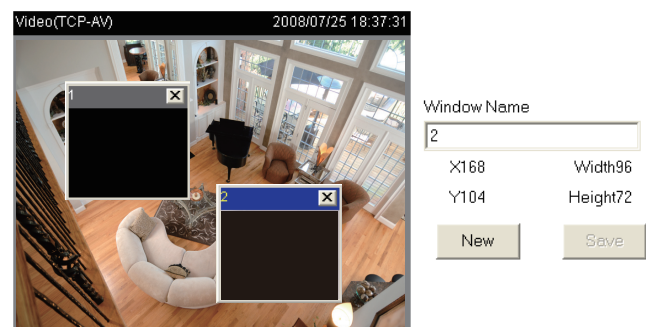 Video(TCP-AV) 2008/07/25 18:37:31
1
2
Window Name
2
X168 Width96
Y104 Height72
New Save